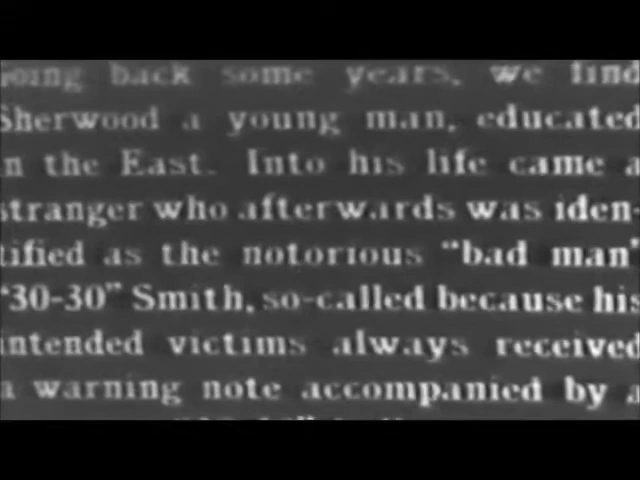 Going back some years, we find
Sherwood a young man, educated
in the East. Into his life came a
stranger who afterwards was iden-
tified as the notorious "bad man"
"30-30" Smith, so-called because his
intended victims always received
a warning note accompanied by a